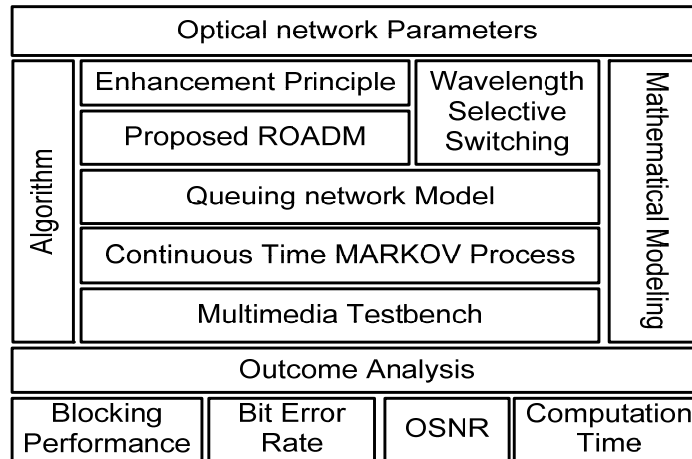 Optical network Parameters
Algorithm
Enhancement Principle
Proposed ROADM
Wavelength
Selective
Switching
Queuing network Model
Continuous Time MARKOV Process
Multimedia Testbench
Mathematical Modeling
Outcome Analysis
Blocking
Performance
Bit Error
Rate
OSNR
Computation
Time